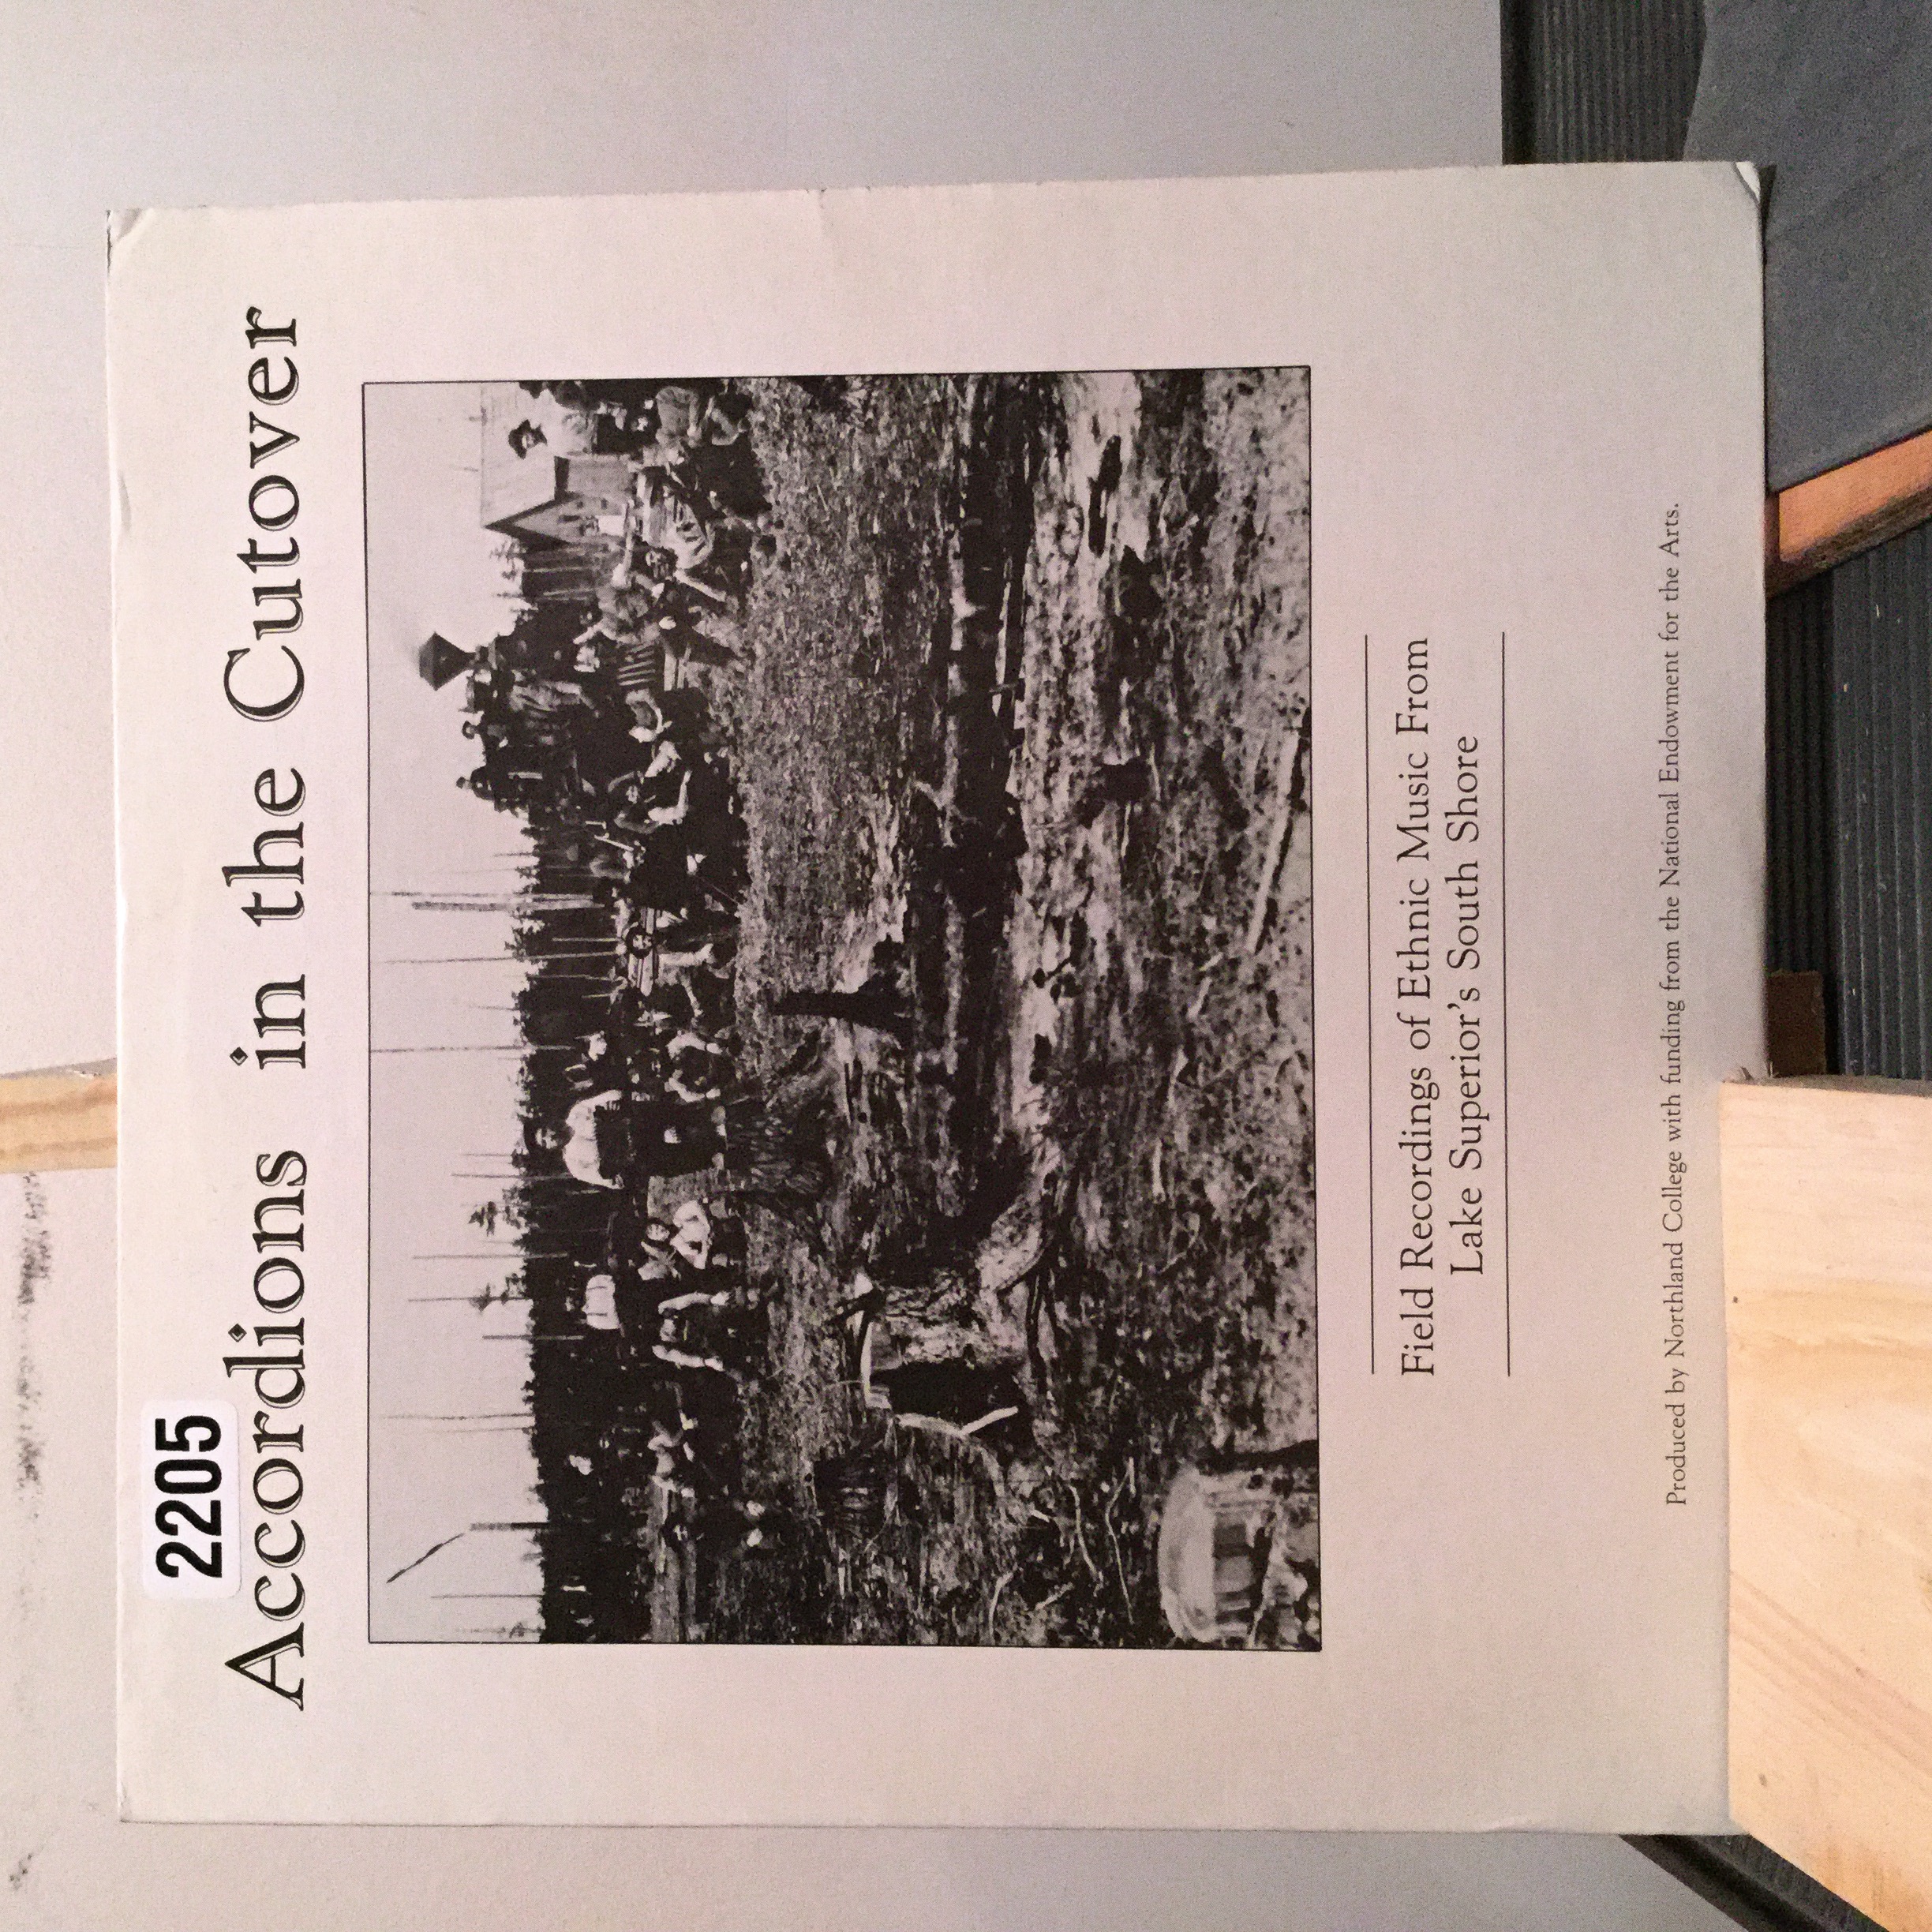 2205
Accordions in the Cutover
Field Recordings of Ethnic Music From
Lake Superior's South Shore
Produced by Northland College with funding from the National Endowment for the Arts.